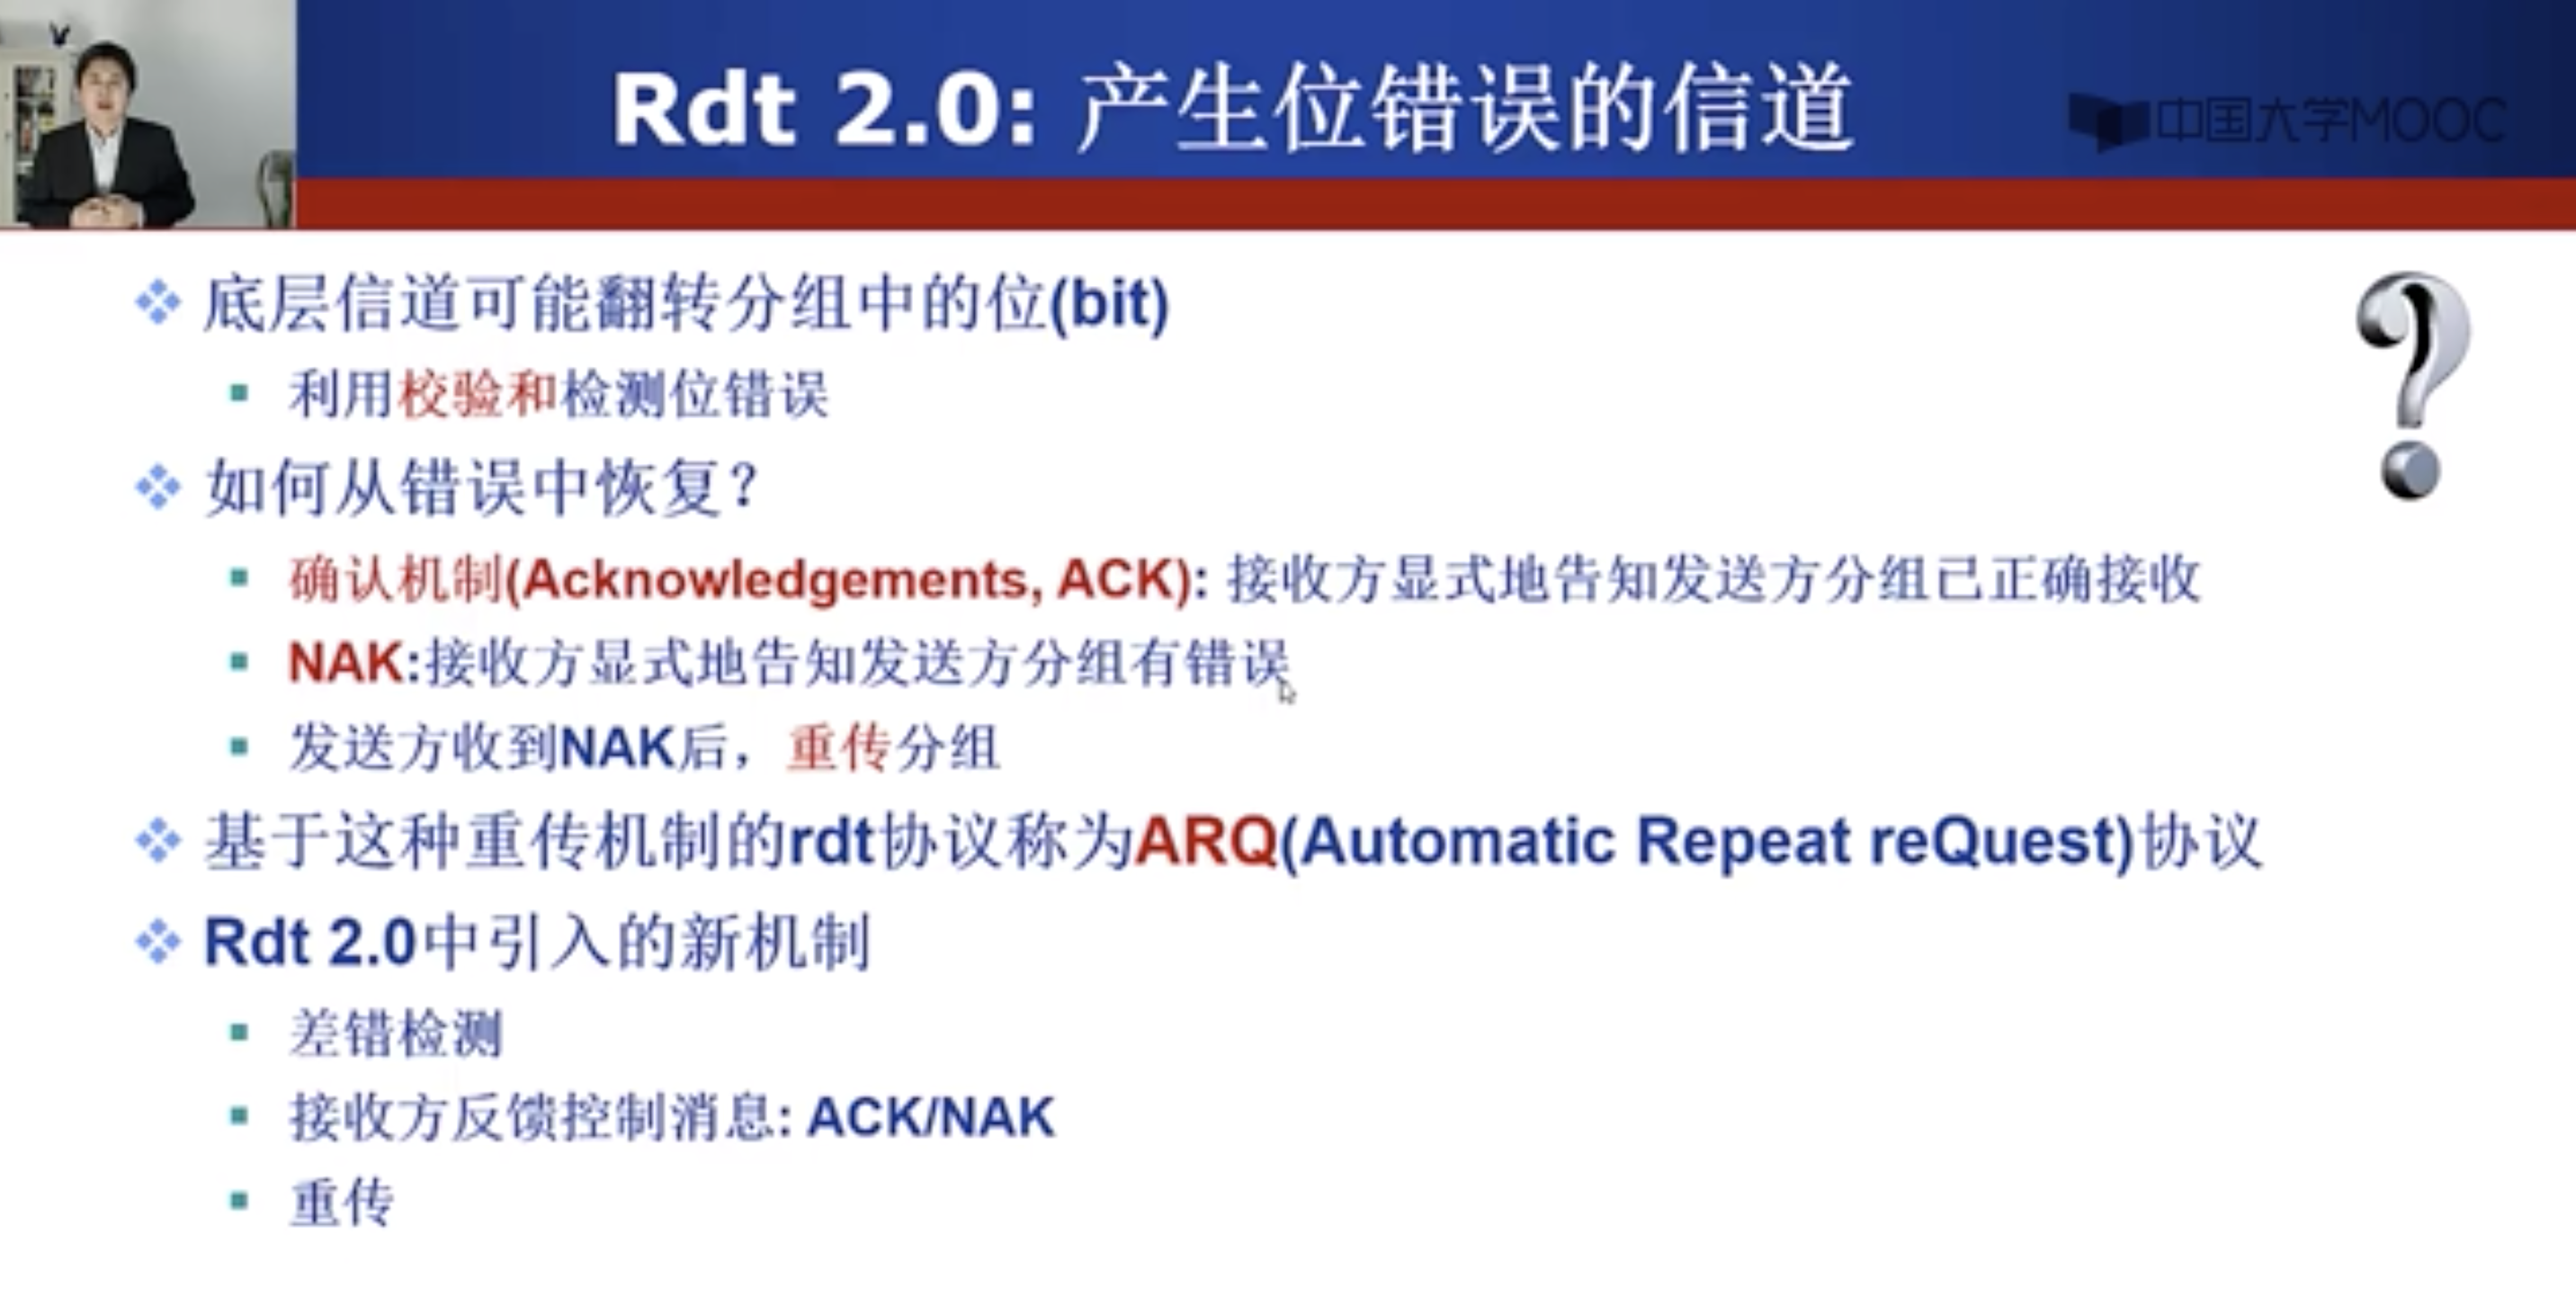 Rdt 2.0: 产生位错误的信道
中国大学MOOC
底层信道可能翻转分组中的位(bit)
利用校验和检测位错误
如何从错误中恢复？
确认机制(Acknowledgements, ACK): 接收方显式地告知发送方分组已正确接收
NAK:接收方显式地告知发送方分组有错误
发送方收到NAK后，重传分组
基于这种重传机制的rdt协议称为ARQ(Automatic Repeat reQuest)协议
Rdt 2.0中引入的新机制
差错检测
接收方反馈控制消息: ACK/NAK
重传